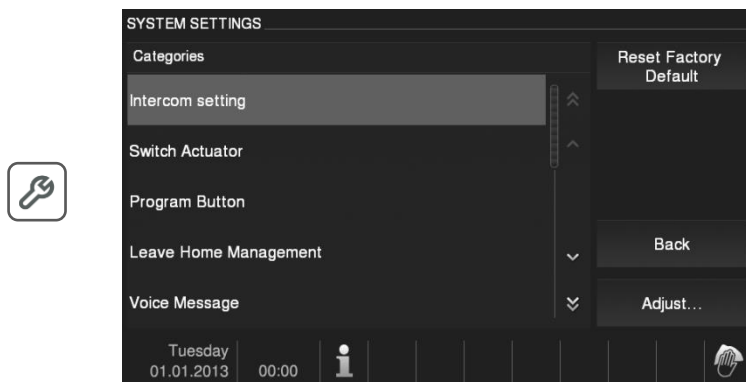 SYSTEM SETTINGS
Categories
Intercom setting
Switch Actuator
Program Button
Leave Home Management
Voice Message
Reset Factory
Default
Back
Adjust...
Tuesday
01.01.2013
00:00
i